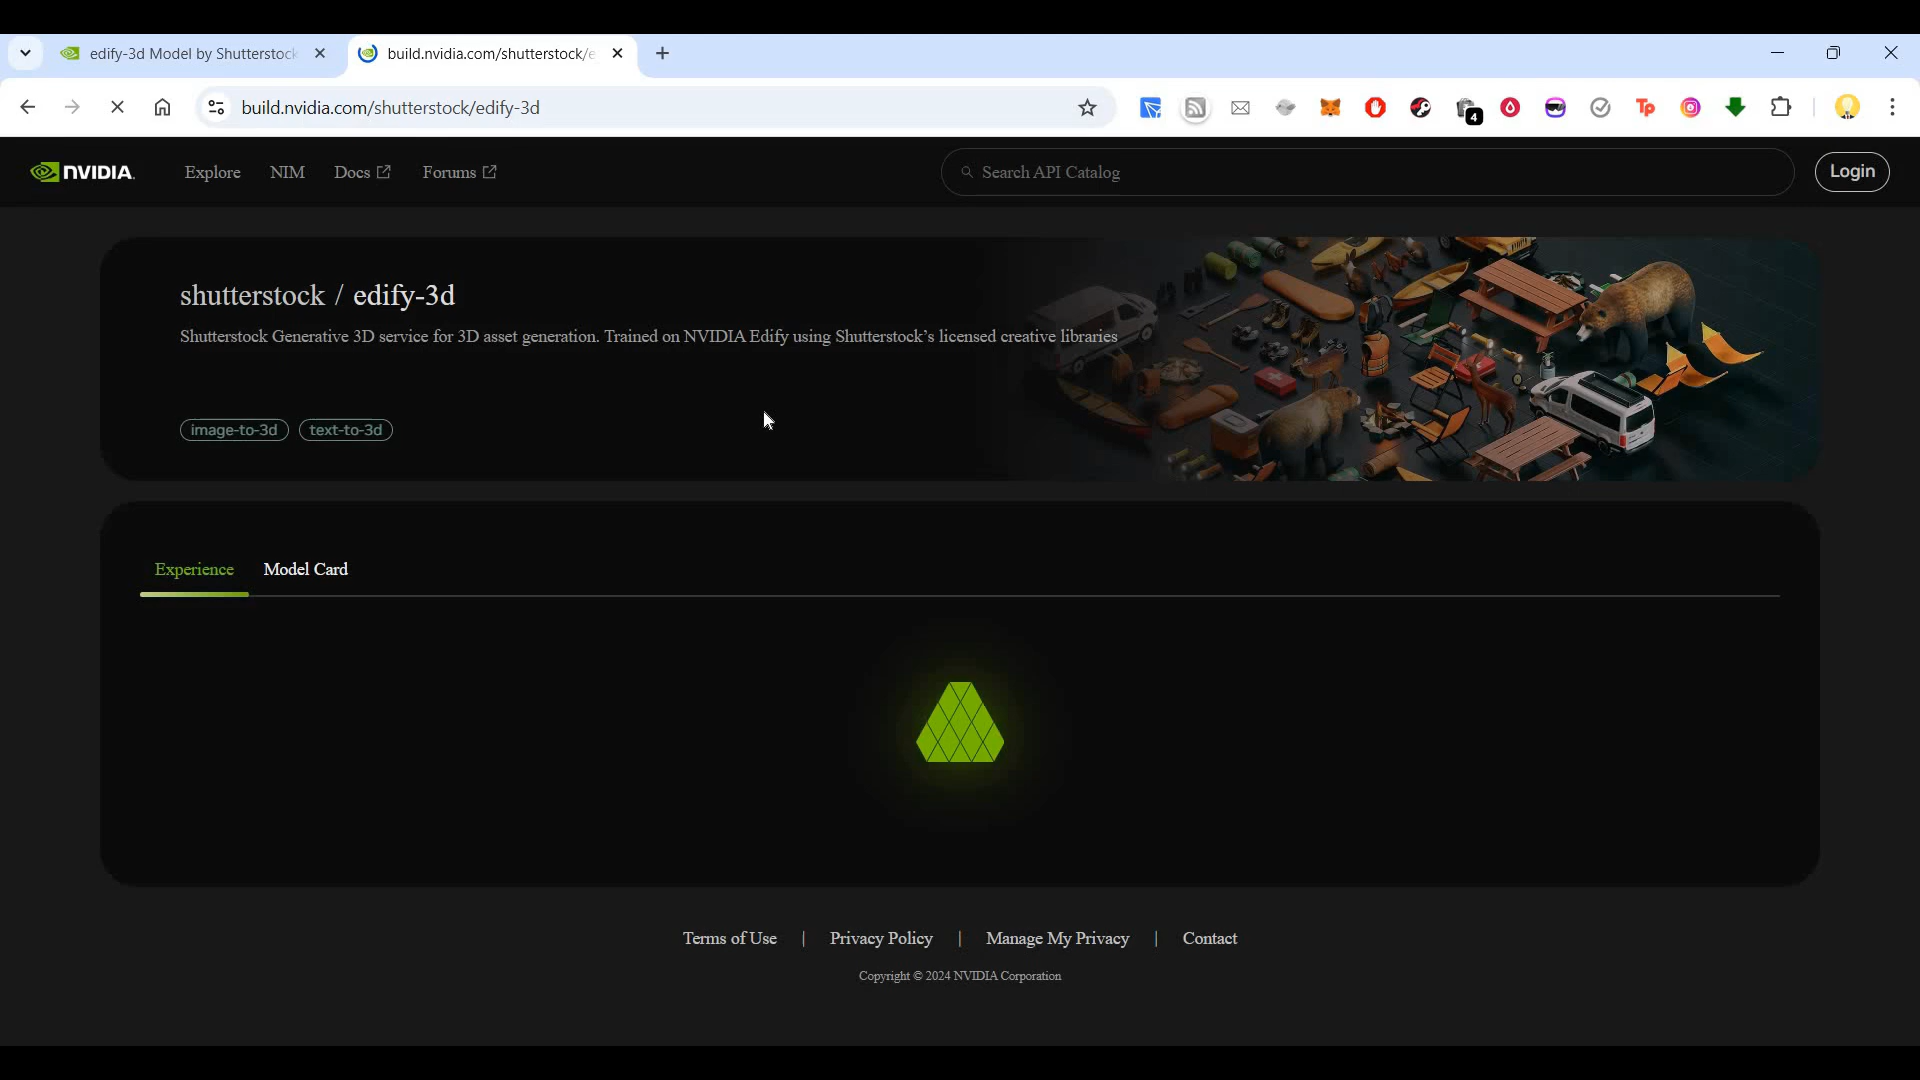 edify-3d Model by Shutterstock
build.nvidia.com/shutterstock/e
build.nvidia.com/shutterstock/edify-3d
4
TP
NVIDIA.
Explore
NIM
Docs
Forums
Search API Catalog
Login
shutterstock / edify-3d
Shutterstock Generative 3D service for 3D asset generation. Trained on NVIDIA Edify using Shutterstock’s licensed creative libraries
image-to-3d
text-to-3d
Experience
Model Card
Terms of Use | Privacy Policy | Manage My Privacy | Contact
Copyright © 2024 NVIDIA Corporation